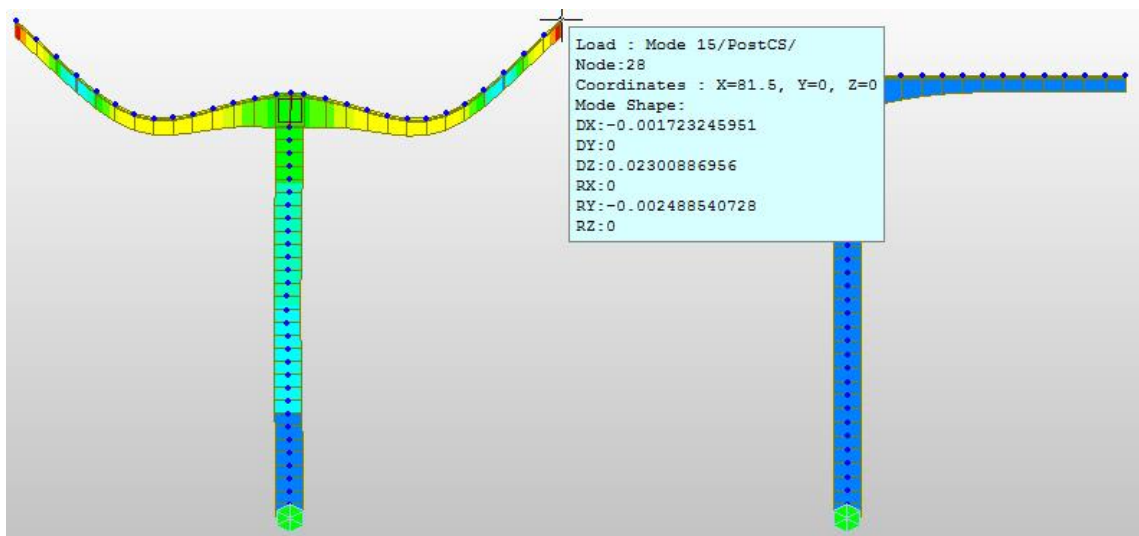 Load : Mode 15/PostCS/
Node:28
Coordinates : X=81.5, Y=0, Z=0
Mode Shape:
DX:-0.001723245951
DY:0
DZ:0.02300886956
RX:0
RY:-0.002488540728
RZ:0